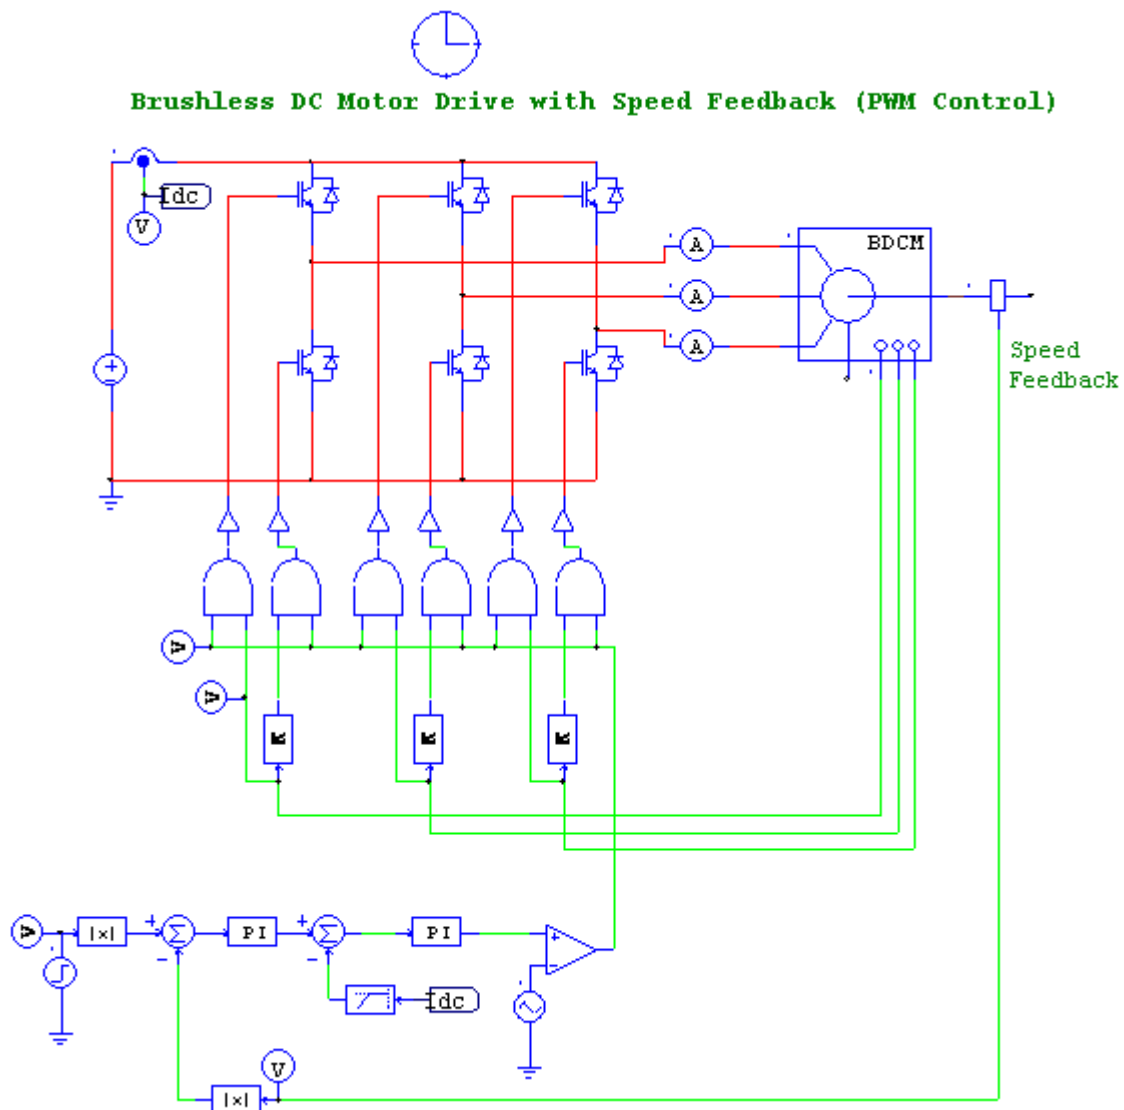 Brushless DC Motor Drive with Speed Feedback (PWM Control)
Idc
V
BDCM
A
A
A
Speed
Feedback
V
V
K
K
K
V
|x|
Σ
PI
Σ
PI
Idc
V
|x|